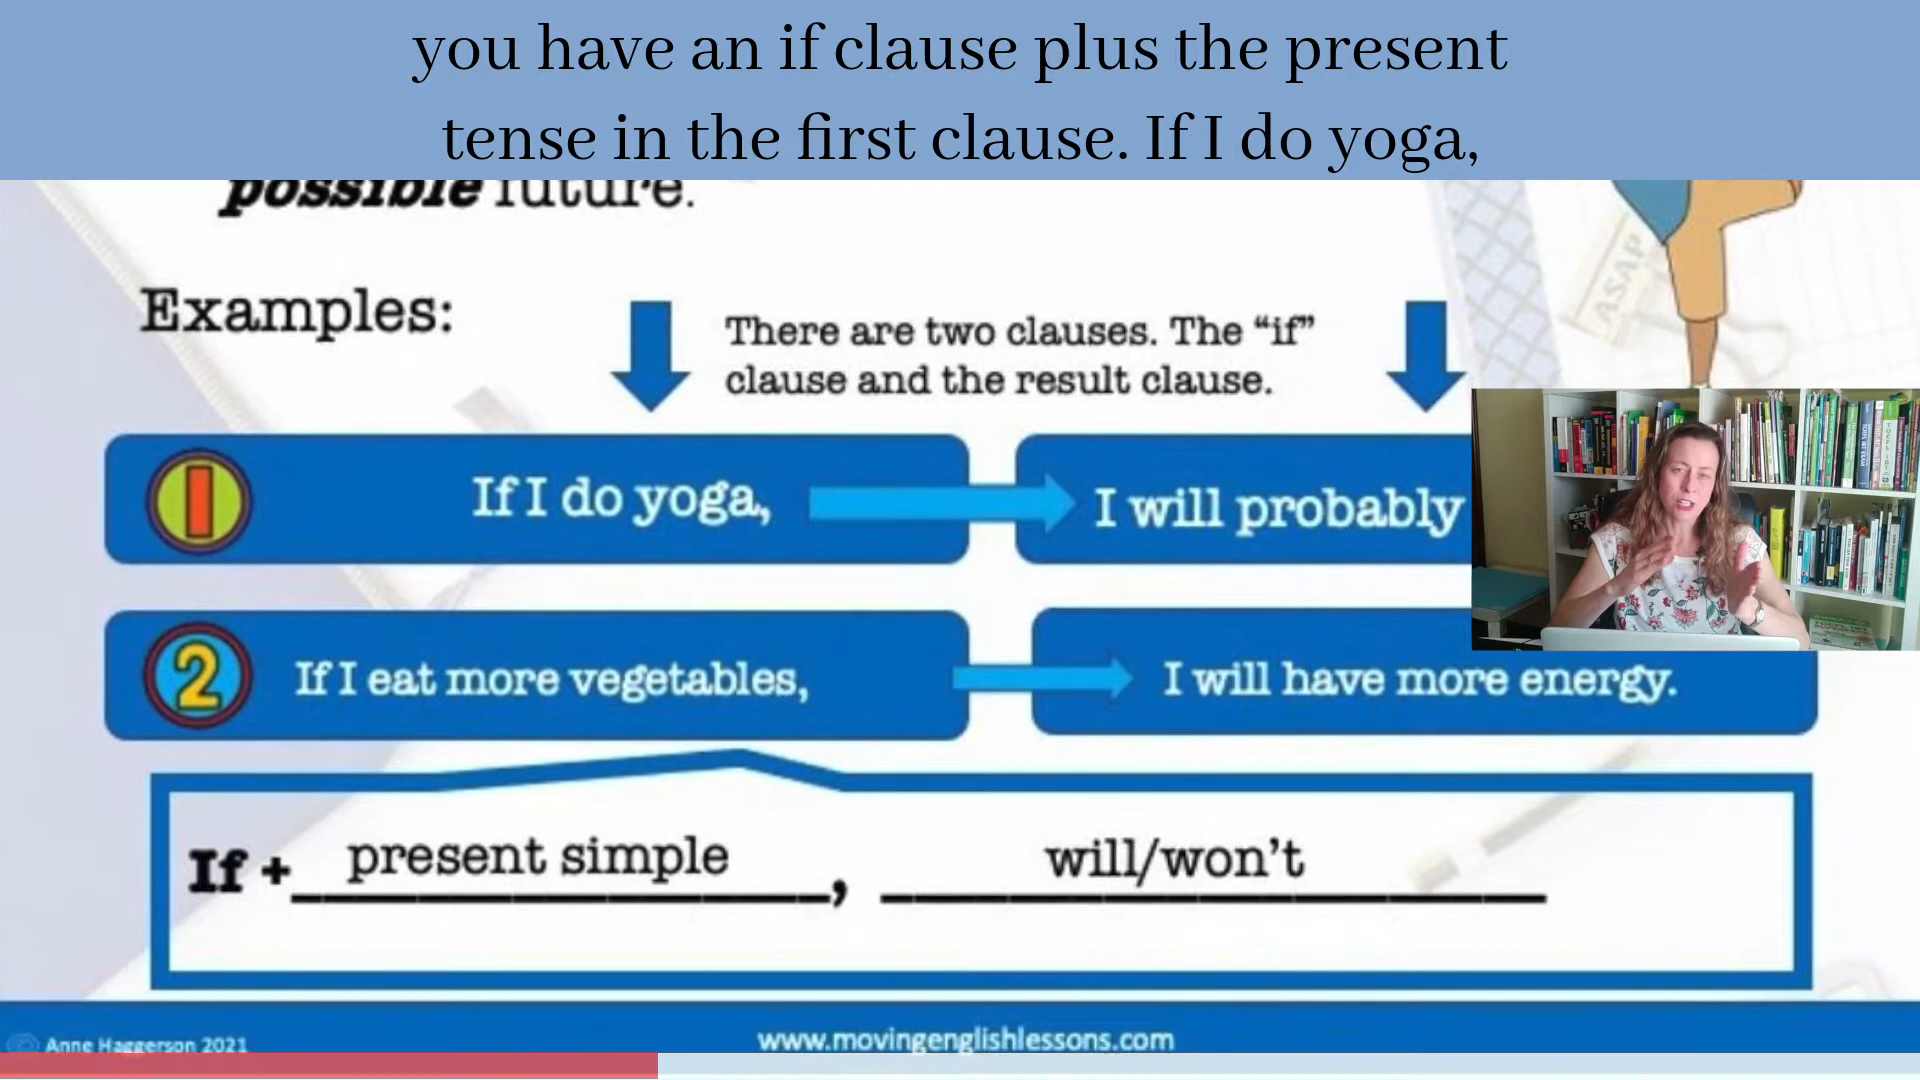 you have an if clause plus the present
tense in the first clause. If I do yoga,
possible future.
Examples:
There are two clauses. The “if”
clause and the result clause.
ASAP
1 If I do yoga, I will probably
2 If I eat more vegetables, I will have more energy.
If + present simple, will/won’t
Anne Haggerson 2021
www.movingenglishlessons.com